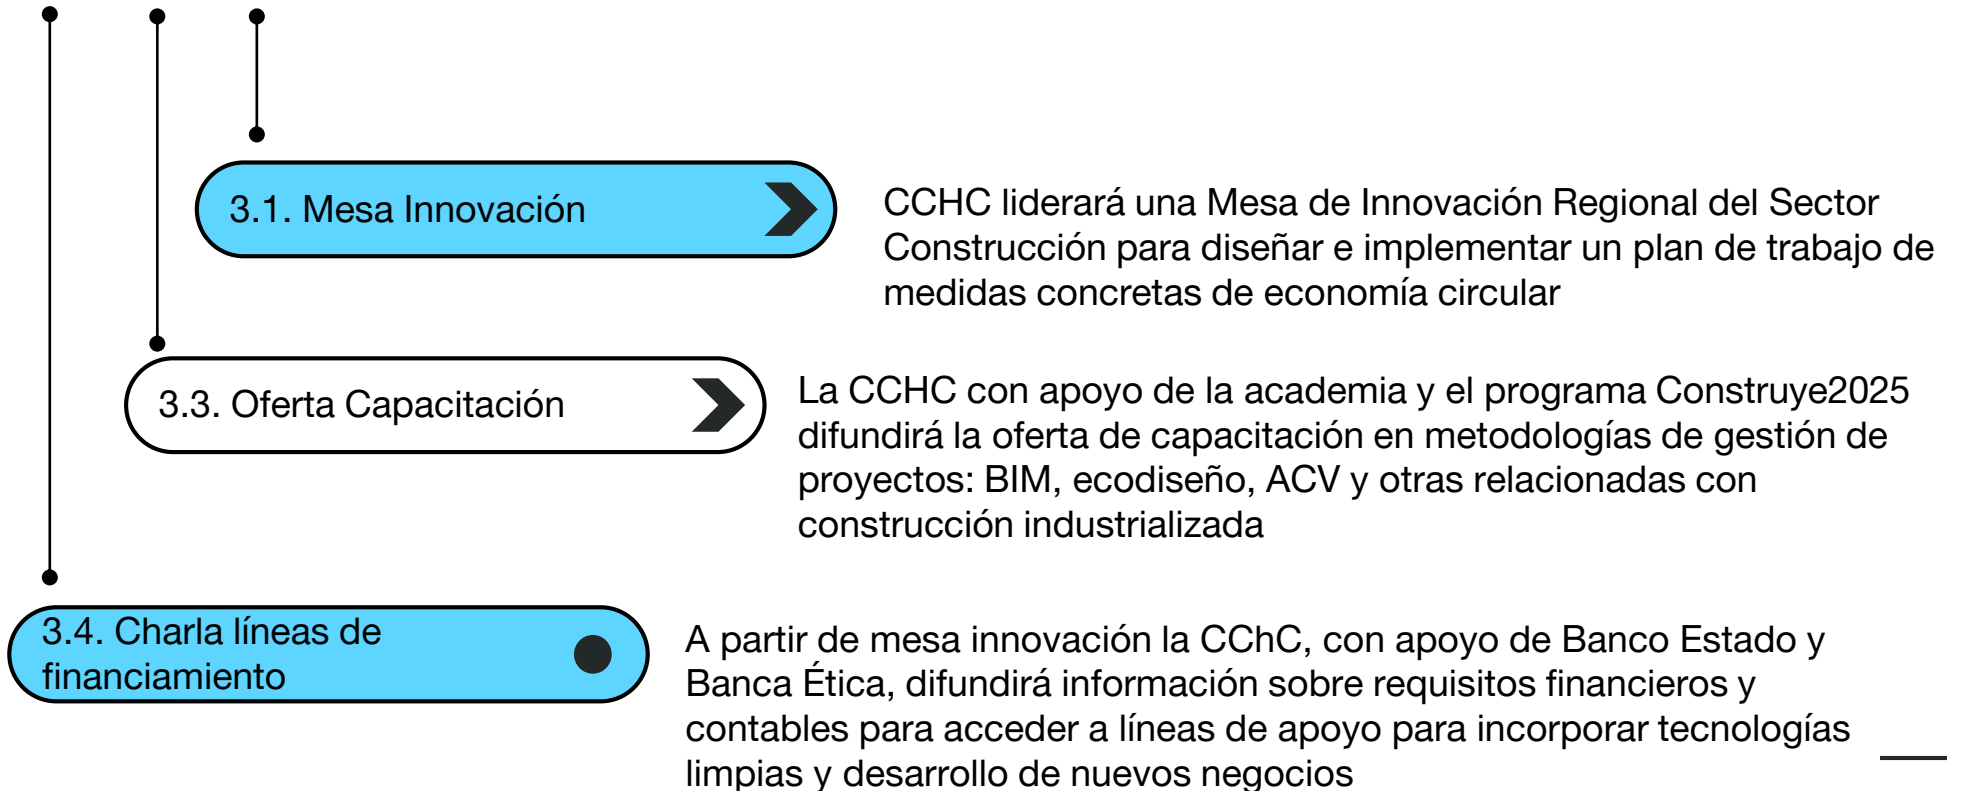 3.1. Mesa Innovación
CCHC liderará una Mesa de Innovación Regional del Sector
Construcción para diseñar e implementar un plan de trabajo de
medidas concretas de economía circular
3.3. Oferta Capacitación
La CCHC con apoyo de la academia y el programa Construye2025
difundirá la oferta de capacitación en metodologías de gestión de
proyectos: BIM, ecodiseño, ACV y otras relacionadas con
construcción industrializada
3.4. Charla líneas de
financiamiento
A partir de mesa innovación la CChC, con apoyo de Banco Estado y
Banca Ética, difundirá información sobre requisitos financieros y
contables para acceder a líneas de apoyo para incorporar tecnologías
limpias y desarrollo de nuevos negocios